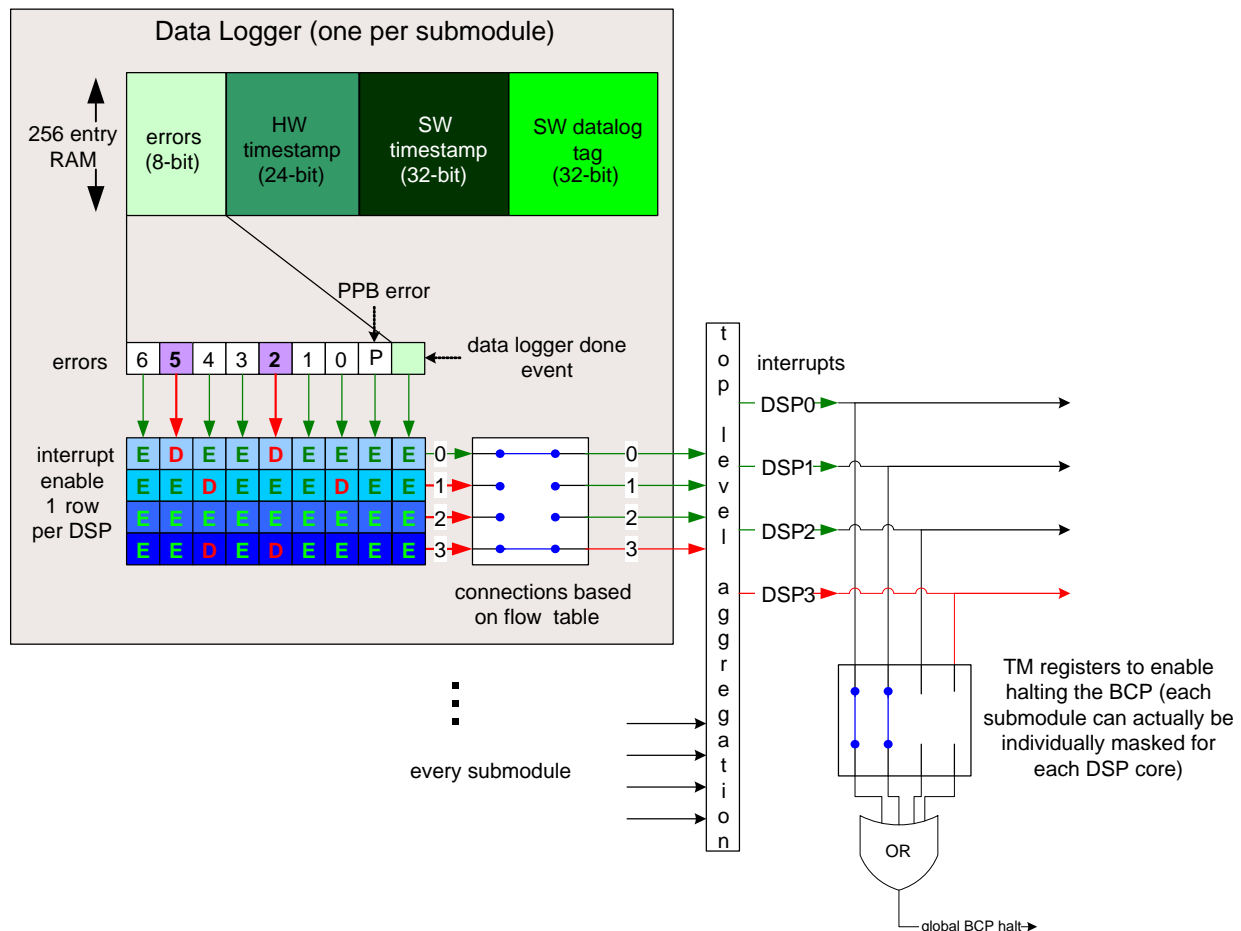 Data Logger (one per submodule)
256 entry
RAM
errors
(8-bit)
HW
timestamp
(24-bit)
SW
timestamp
(32-bit)
SW datalog
tag
(32-bit)
PPB error
errors
6 5 4 3 2 1 0 P
data logger done
event
interrupt
enable
1 row
per DSP
E D E E D E E E E
E E D E E E D E E
E E E E E E E E E
E E D E D E E E E
0
1
2
3
connections based
on flow table
0
1
2
3
top level aggregation
interrupts
DSP0
DSP1
DSP2
DSP3
TM registers to enable
halting the BCP (each
submodule can actually be
individually masked for
each DSP core)
every submodule
OR
global BCP halt